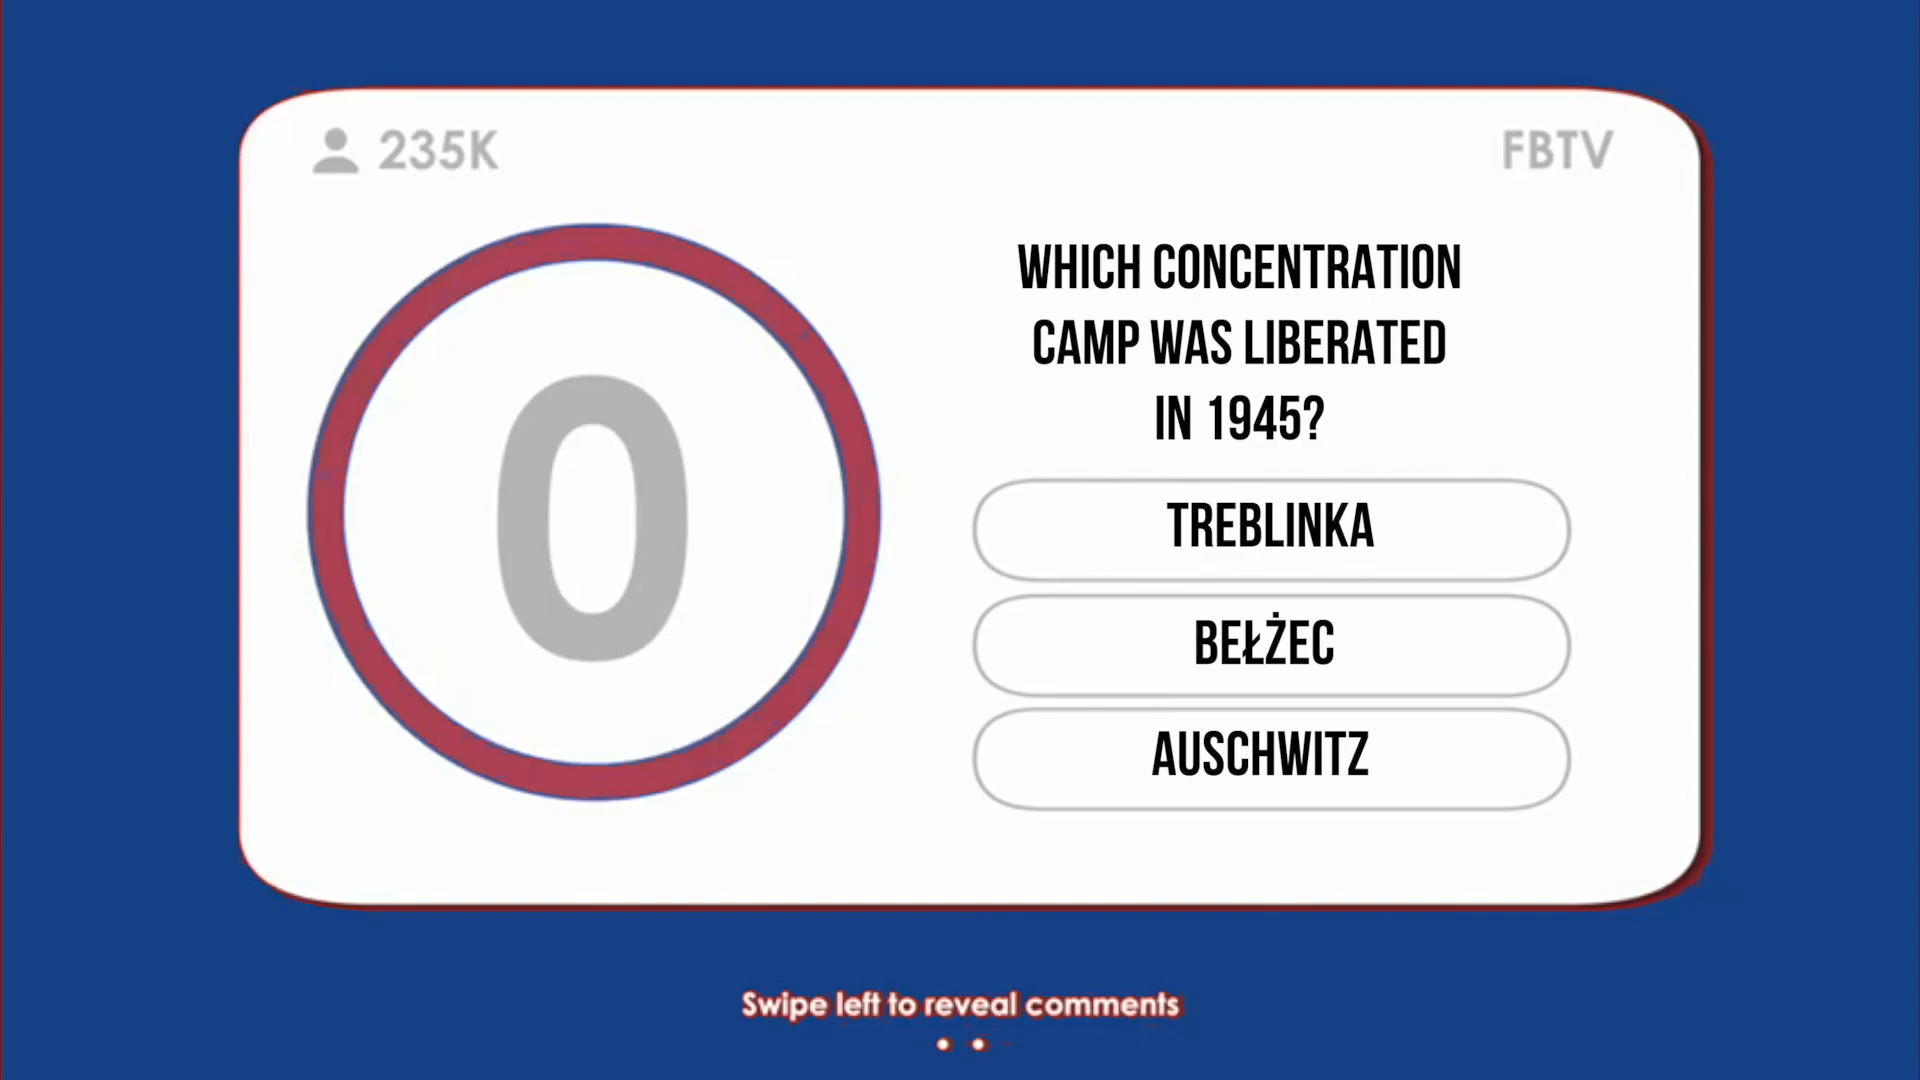 235K
FBTV
0
WHICH CONCENTRATION
CAMP WAS LIBERATED
IN 1945?
TREBLINKA
BEŁŻEC
AUSCHWITZ
Swipe left to reveal comments